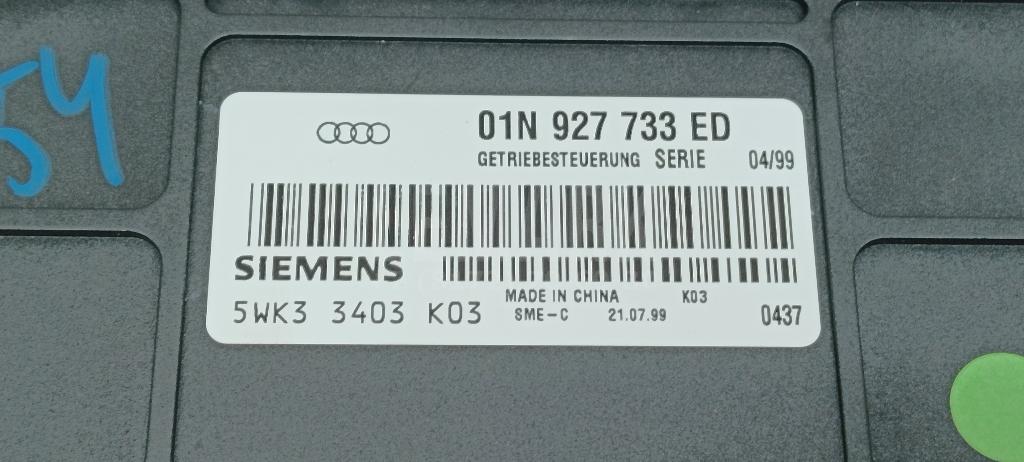 54
01N 927 733 ED
GETRIEBESTEUERUNG SERIE 04/99
SIEMENS
MADE IN CHINA K03
5WK3 3403 K03 SME-C 21.07.99 0437